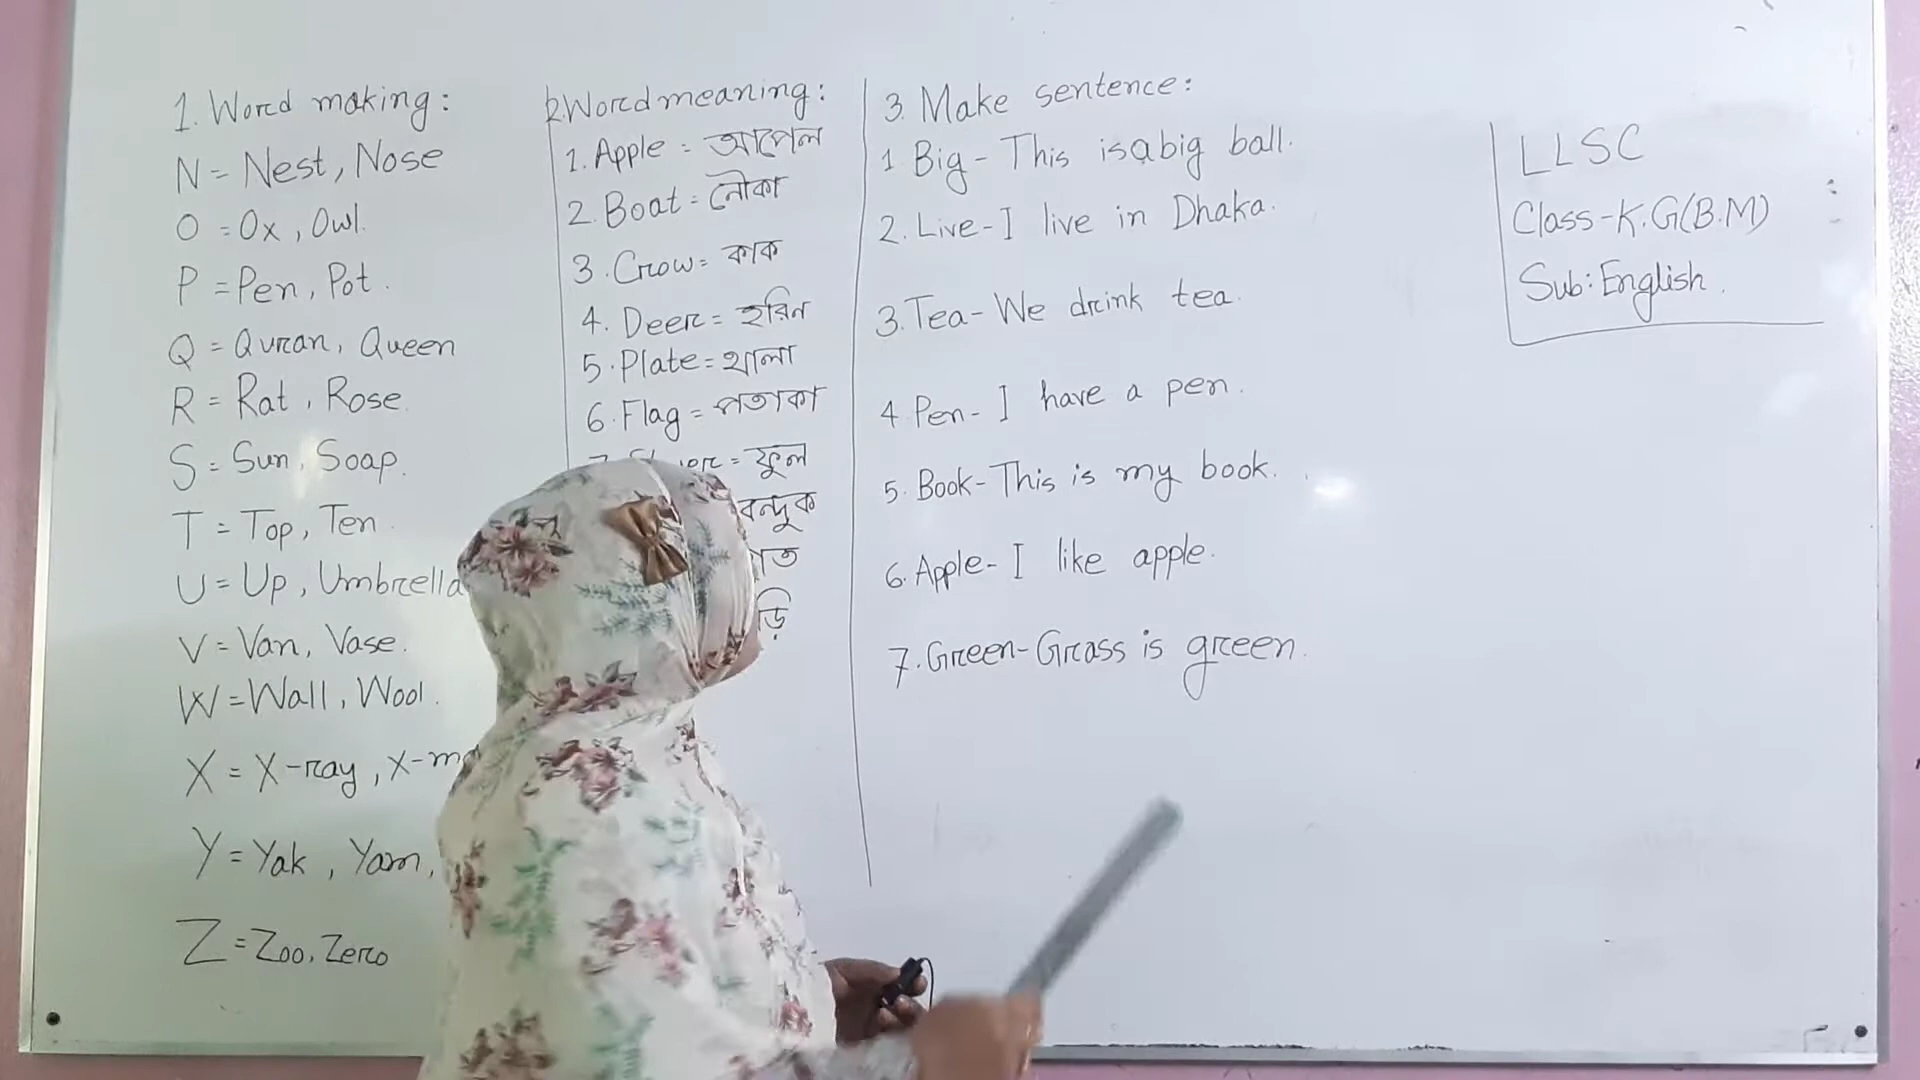 1. Word making:
N = Nest, Nose
O = Ox, Owl.
P = Pen, Pot.
Q = Quran, Queen
R = Rat, Rose.
S = Sun, Soap.
T = Top, Ten.
U = Up, Umbrella
V = Van, Vase.
W = Wall, Wool.
X = X-ray, X-m
Y = Yak, Yam,
Z = Zoo, Zero
2. Word meaning:
1. Apple = আপেল
2. Boat = নৌকা
3. Crow = কাক
4. Deer = হরিন
5. Plate = থালা
6. Flag = পতাকা
= ফুল
বন্দুক
3. Make sentence:
1 Big - This is a big ball.
2. Live - I live in Dhaka.
3. Tea - We drink tea.
4. Pen - I have a pen.
5. Book - This is my book.
6. Apple - I like apple.
7. Green - Grass is green.
LLSC
Class - K.G(B.M)
Sub: English.